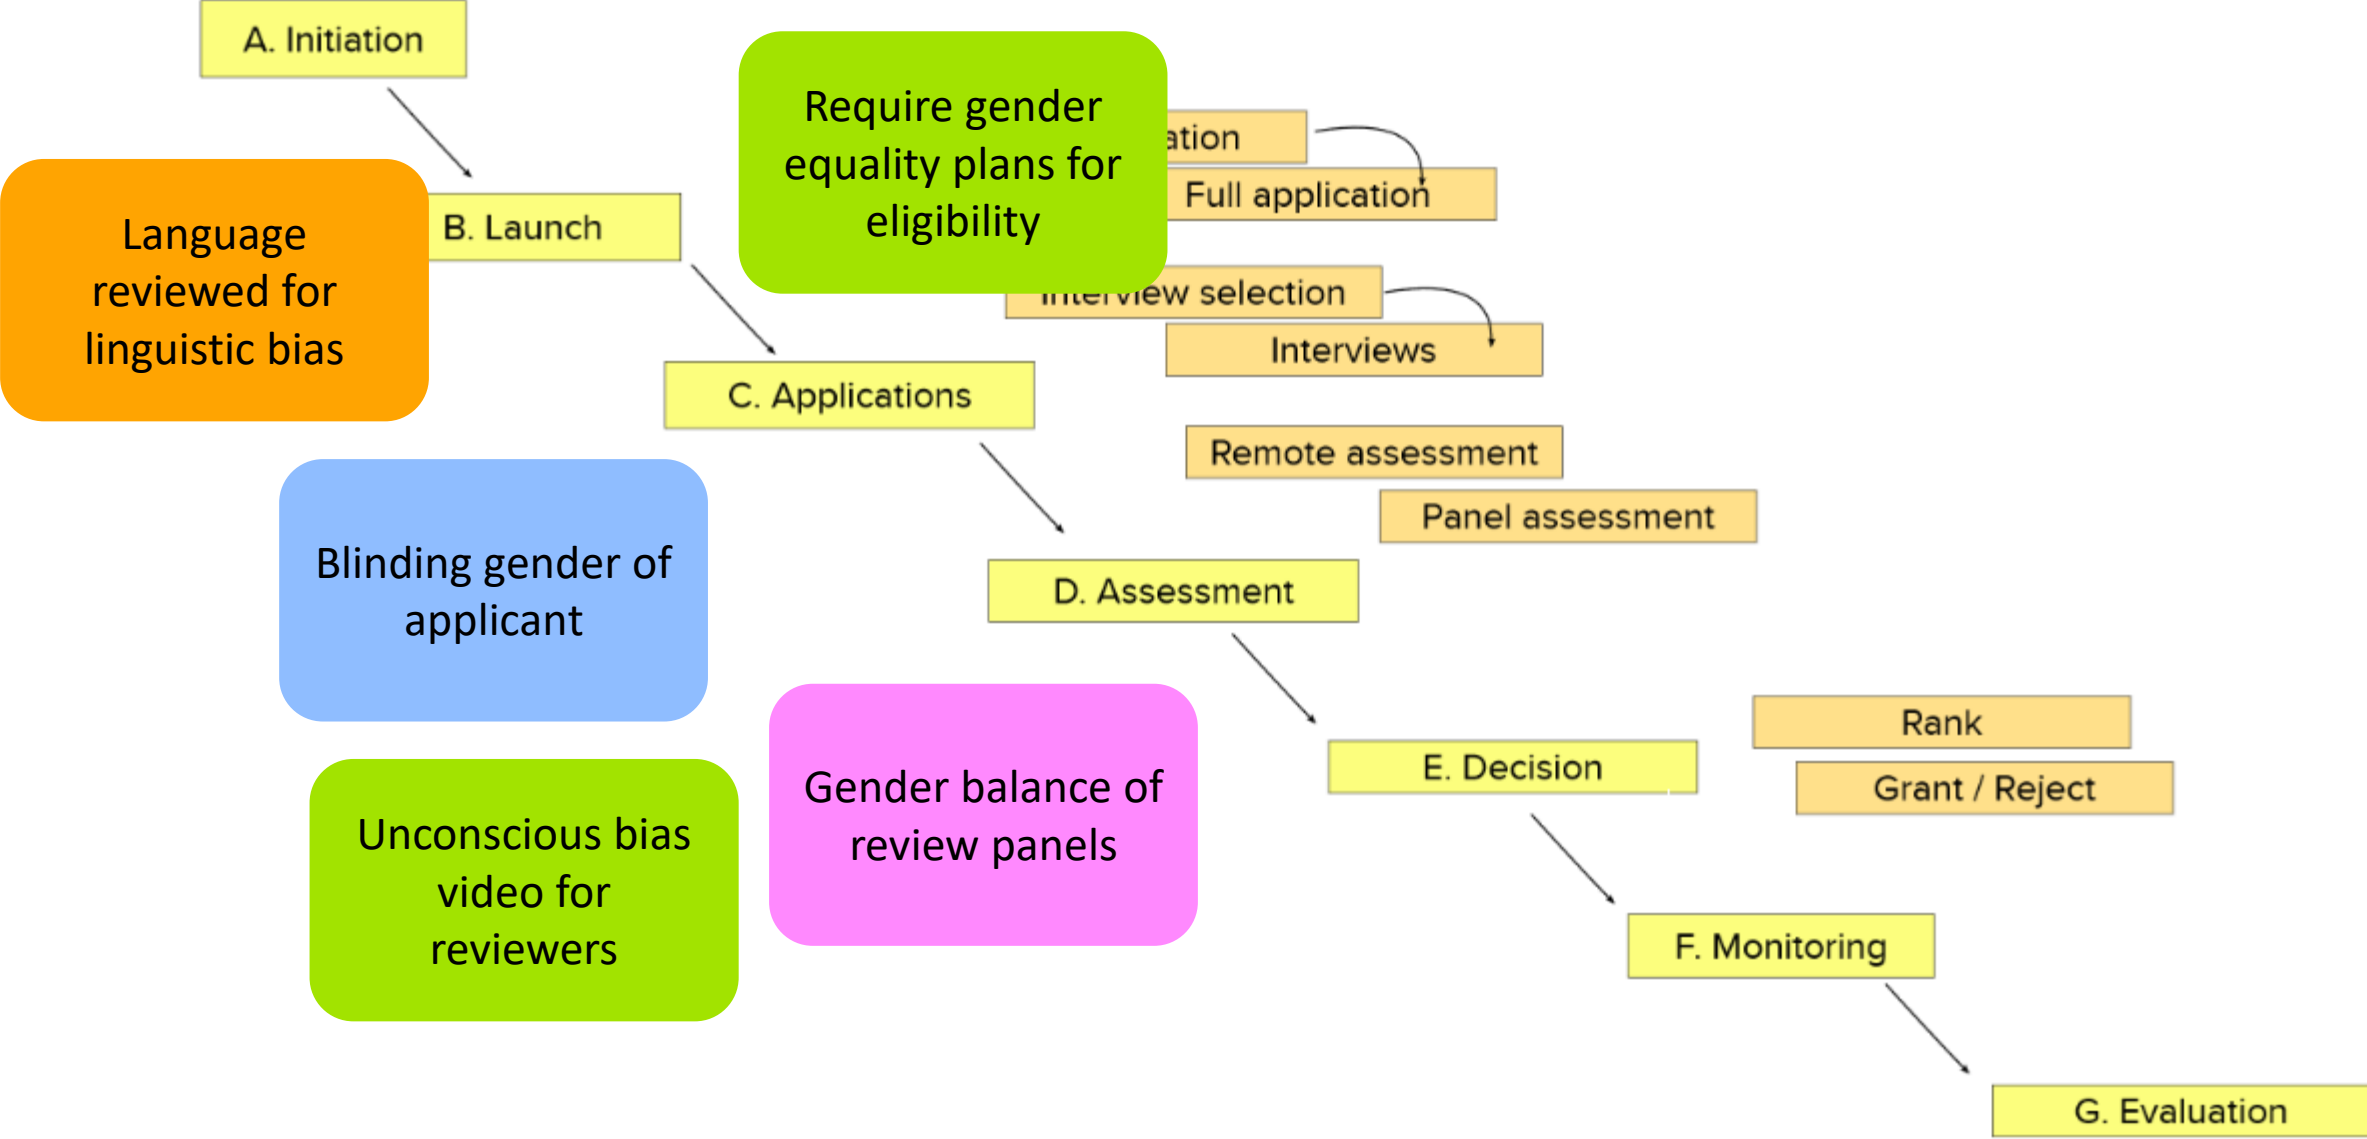 A. Initiation
Require gender
equality plans for
eligibility
ation
Full application
Language
reviewed for
linguistic bias
B. Launch
Interview selection
Interviews
C. Applications
Remote assessment
Panel assessment
Blinding gender of
applicant
D. Assessment
Gender balance of
review panels
Rank
E. Decision
Grant / Reject
Unconscious bias
video for
reviewers
F. Monitoring
G. Evaluation